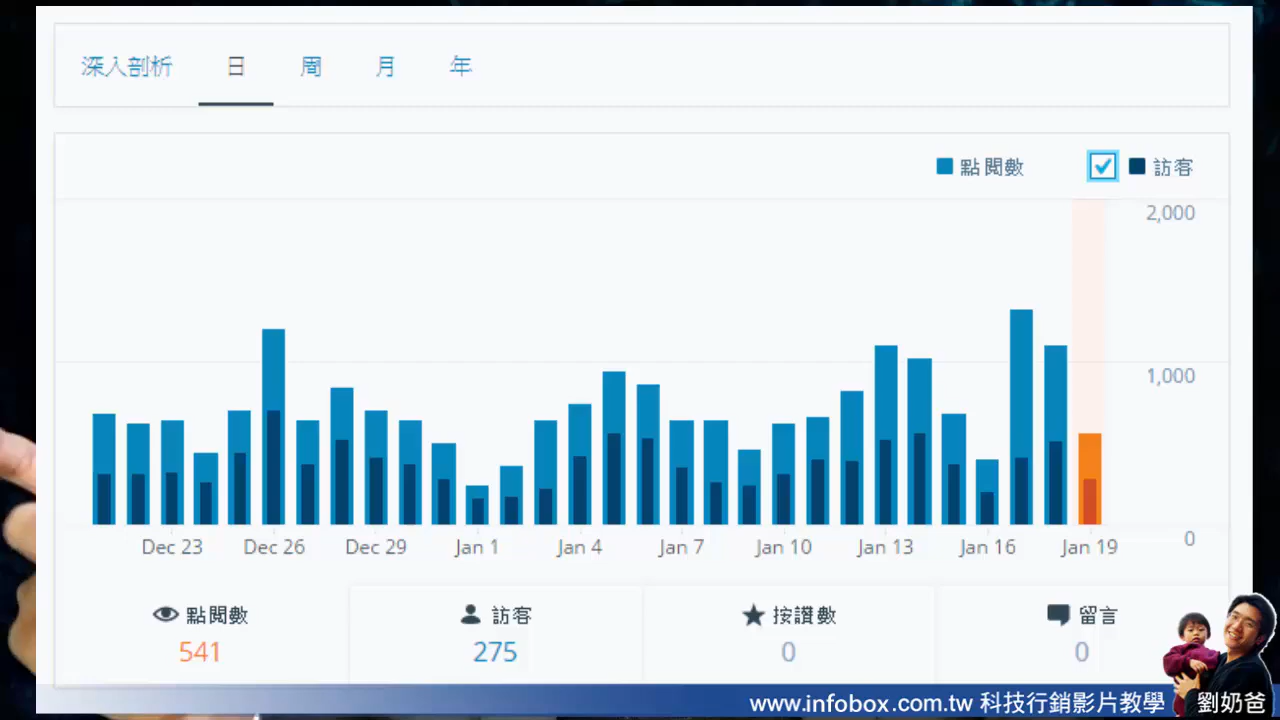 深入剖析 日 周 月 年
點閱數 訪客
2,000
1,000
0
Dec 23 Dec 26 Dec 29 Jan 1 Jan 4 Jan 7 Jan 10 Jan 13 Jan 16 Jan 19
點閱數 訪客 按讚數 留言
541 275 0 0
www.infobox.com.tw 科技行銷影片教學 劉奶爸